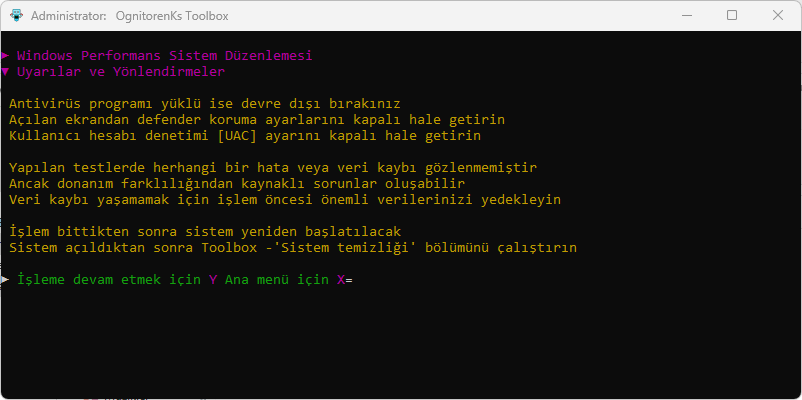 Administrator: OgnitorenKs Toolbox
► Windows Performans Sistem Düzenlemesi
▼ Uyarılar ve Yönlendirmeler
Antivirüs programı yüklü ise devre dışı bırakınız
Açılan ekrandan defender koruma ayarlarını kapalı hale getirin
Kullanıcı hesabı denetimi [UAC] ayarını kapalı hale getirin
Yapılan testlerde herhangi bir hata veya veri kaybı gözlenmemiştir
Ancak donanım farklılığından kaynaklı sorunlar oluşabilir
Veri kaybı yaşamamak için işlem öncesi önemli verilerinizi yedekleyin
İşlem bittikten sonra sistem yeniden başlatılacak
Sistem açıldıktan sonra Toolbox -'Sistem temizliği' bölümünü çalıştırın
► İşleme devam etmek için Y Ana menü için X=